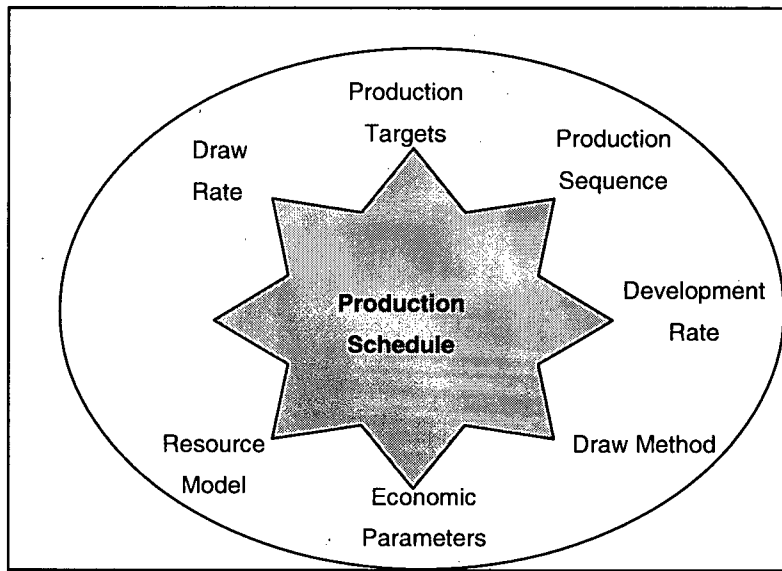 Production
Targets
Production
Sequence
Draw
Rate
Development
Rate
Production
Schedule
Draw Method
Resource
Model
Economic
Parameters